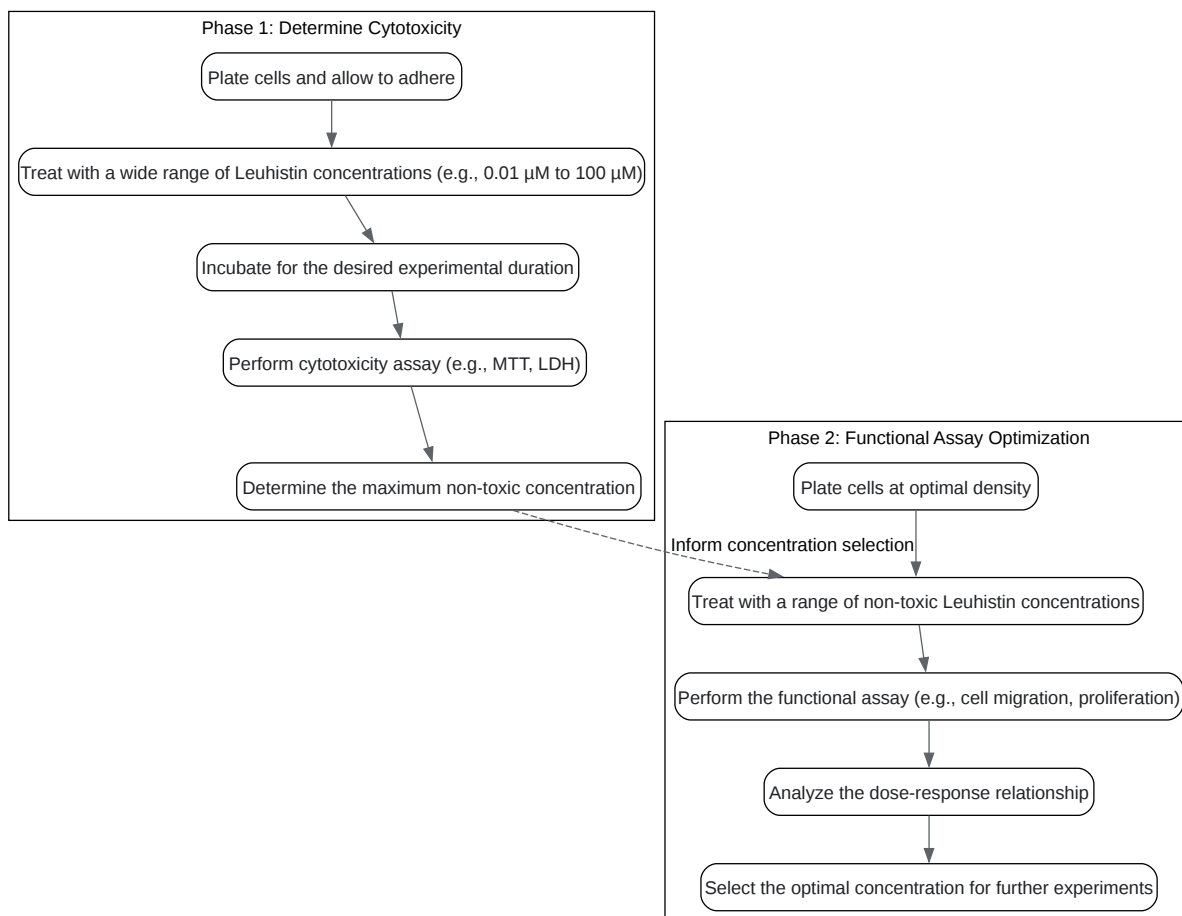 Phase 1: Determine Cytotoxicity
Plate cells and allow to adhere
Treat with a wide range of Leuhistin concentrations (e.g., 0.01 µM to 100 µM)
Incubate for the desired experimental duration
Perform cytotoxicity assay (e.g., MTT, LDH)
Determine the maximum non-toxic concentration
Phase 2: Functional Assay Optimization
Plate cells at optimal density
Inform concentration selection
Treat with a range of non-toxic Leuhistin concentrations
Perform the functional assay (e.g., cell migration, proliferation)
Analyze the dose-response relationship
Select the optimal concentration for further experiments